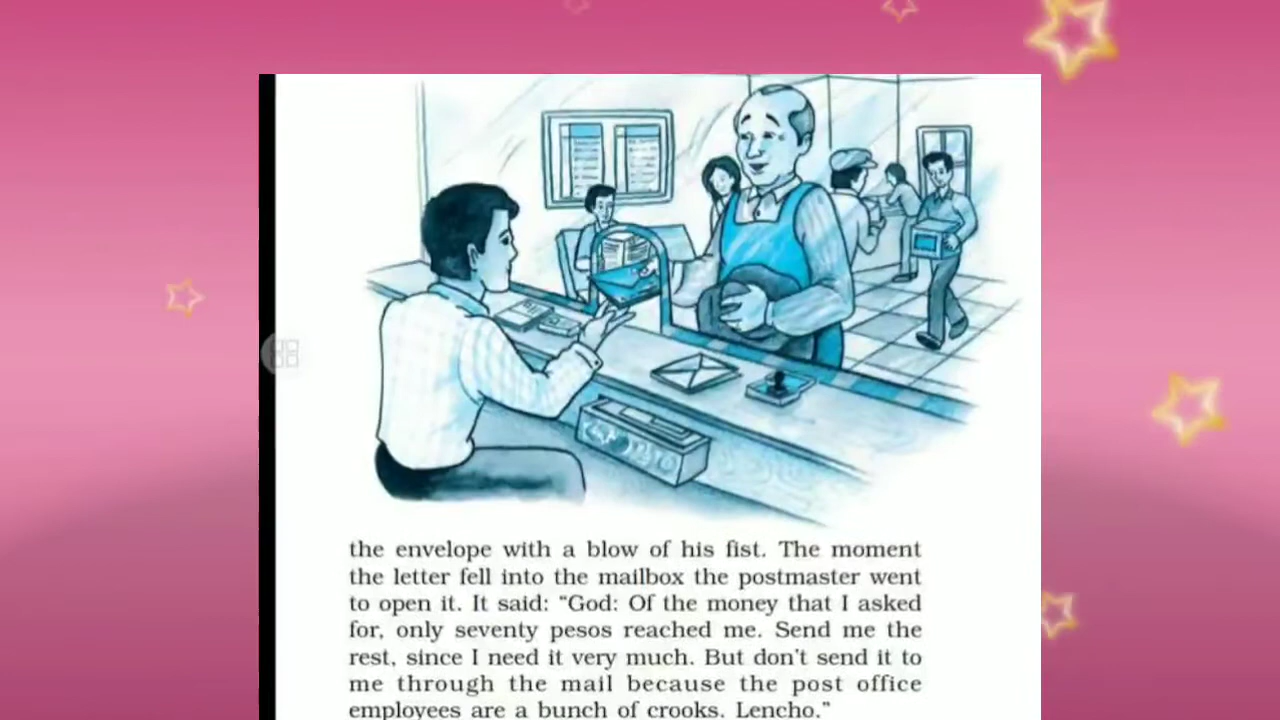 the envelope with a blow of his fist. The moment
the letter fell into the mailbox the postmaster went
to open it. It said: “God: Of the money that I asked
for, only seventy pesos reached me. Send me the
rest, since I need it very much. But don’t send it to
me through the mail because the post office
employees are a bunch of crooks. Lencho.”